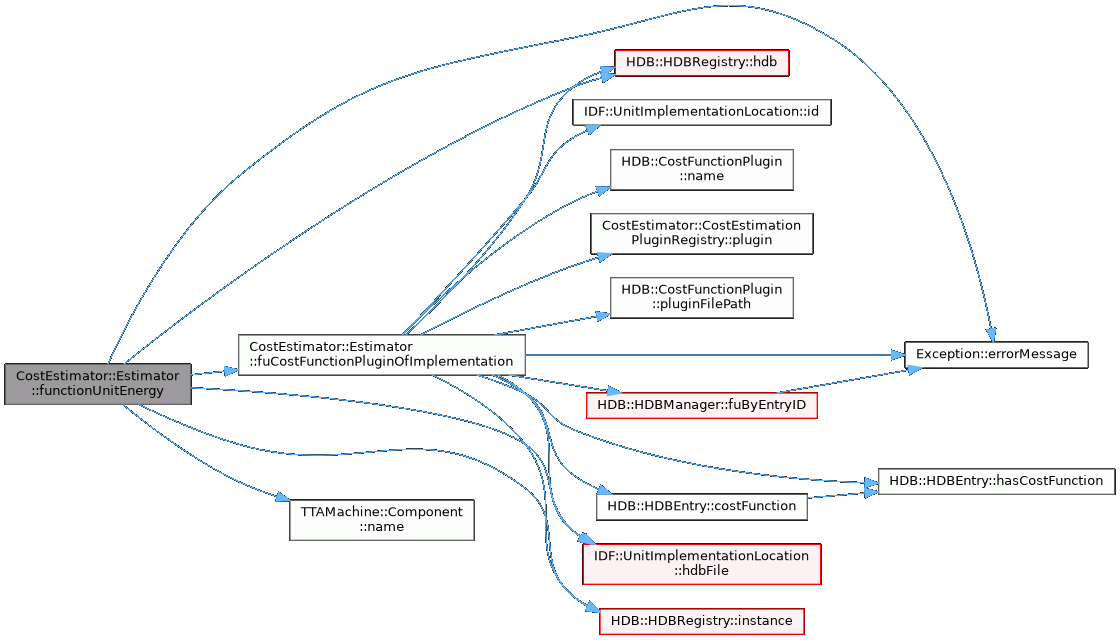 HDB::HDBRegistry::hdb
IDF::UnitImplementationLocation::id
HDB::CostFunctionPlugin
::name
CostEstimator::CostEstimation
PluginRegistry::plugin
HDB::CostFunctionPlugin
::pluginFilePath
CostEstimator::Estimator
::fuCostFunctionPluginOfImplementation
Exception::errorMessage
CostEstimator::Estimator
::functionUnitEnergy
HDB::HDBManager::fuByEntryID
HDB::HDBEntry::hasCostFunction
HDB::HDBEntry::costFunction
TTAMachine::Component
::name
IDF::UnitImplementationLocation
::hdbFile
HDB::HDBRegistry::instance